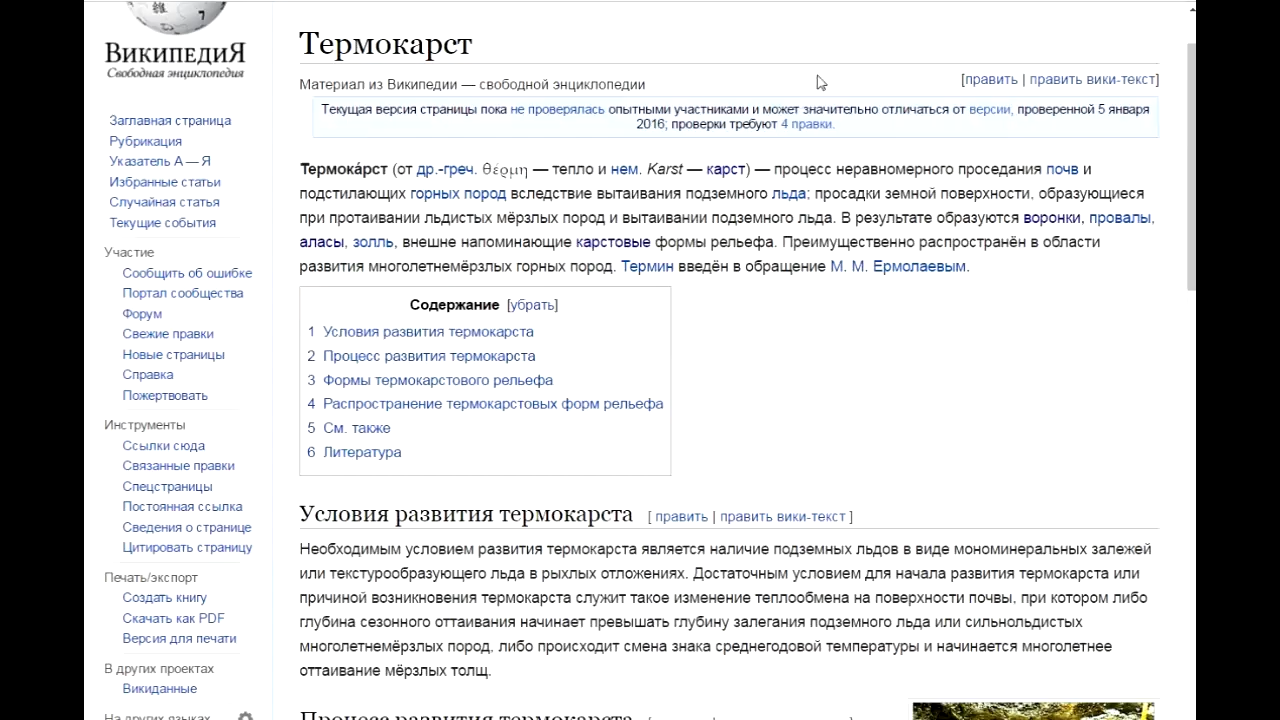 ВикипедиЯ
Свободная энциклопедия
Заглавная страница
Рубрикация
Указатель А — Я
Избранные статьи
Случайная статья
Текущие события
Участие
Сообщить об ошибке
Портал сообщества
Форум
Свежие правки
Новые страницы
Справка
Пожертвовать
Инструменты
Ссылки сюда
Связанные правки
Спецстраницы
Постоянная ссылка
Сведения о странице
Цитировать страницу
Печать/экспорт
Создать книгу
Скачать как PDF
Версия для печати
В других проектах
Викиданные
На других языках
Термокарст
[править | править вики-текст]
Материал из Википедии — свободной энциклопедии
Текущая версия страницы пока не проверялась опытными участниками и может значительно отличаться от версии, проверенной 5 января
2016; проверки требуют 4 правки.
Термока́рст (от др.-греч. θέρμη — тепло и нем. Karst — карст) — процесс неравномерного проседания почв и
подстилающих горных пород вследствие вытаивания подземного льда; просадки земной поверхности, образующиеся
при протаивании льдистых мёрзлых пород и вытаивании подземного льда. В результате образуются воронки, провалы,
аласы, золль, внешне напоминающие карстовые формы рельефа. Преимущественно распространён в области
развития многолетнемёрзлых горных пород. Термин введён в обращение М. М. Ермолаевым.
Содержание [убрать]
1 Условия развития термокарста
2 Процесс развития термокарста
3 Формы термокарстового рельефа
4 Распространение термокарстовых форм рельефа
5 См. также
6 Литература
Условия развития термокарста [ править | править вики-текст ]
Необходимым условием развития термокарста является наличие подземных льдов в виде мономинеральных залежей
или текстурообразующего льда в рыхлых отложениях. Достаточным условием для начала развития термокарста или
причиной возникновения термокарста служит такое изменение теплообмена на поверхности почвы, при котором либо
глубина сезонного оттаивания начинает превышать глубину залегания подземного льда или сильнольдистых
многолетнемёрзлых пород, либо происходит смена знака среднегодовой температуры и начинается многолетнее
оттаивание мёрзлых толщ.
Процесс развития термокарста